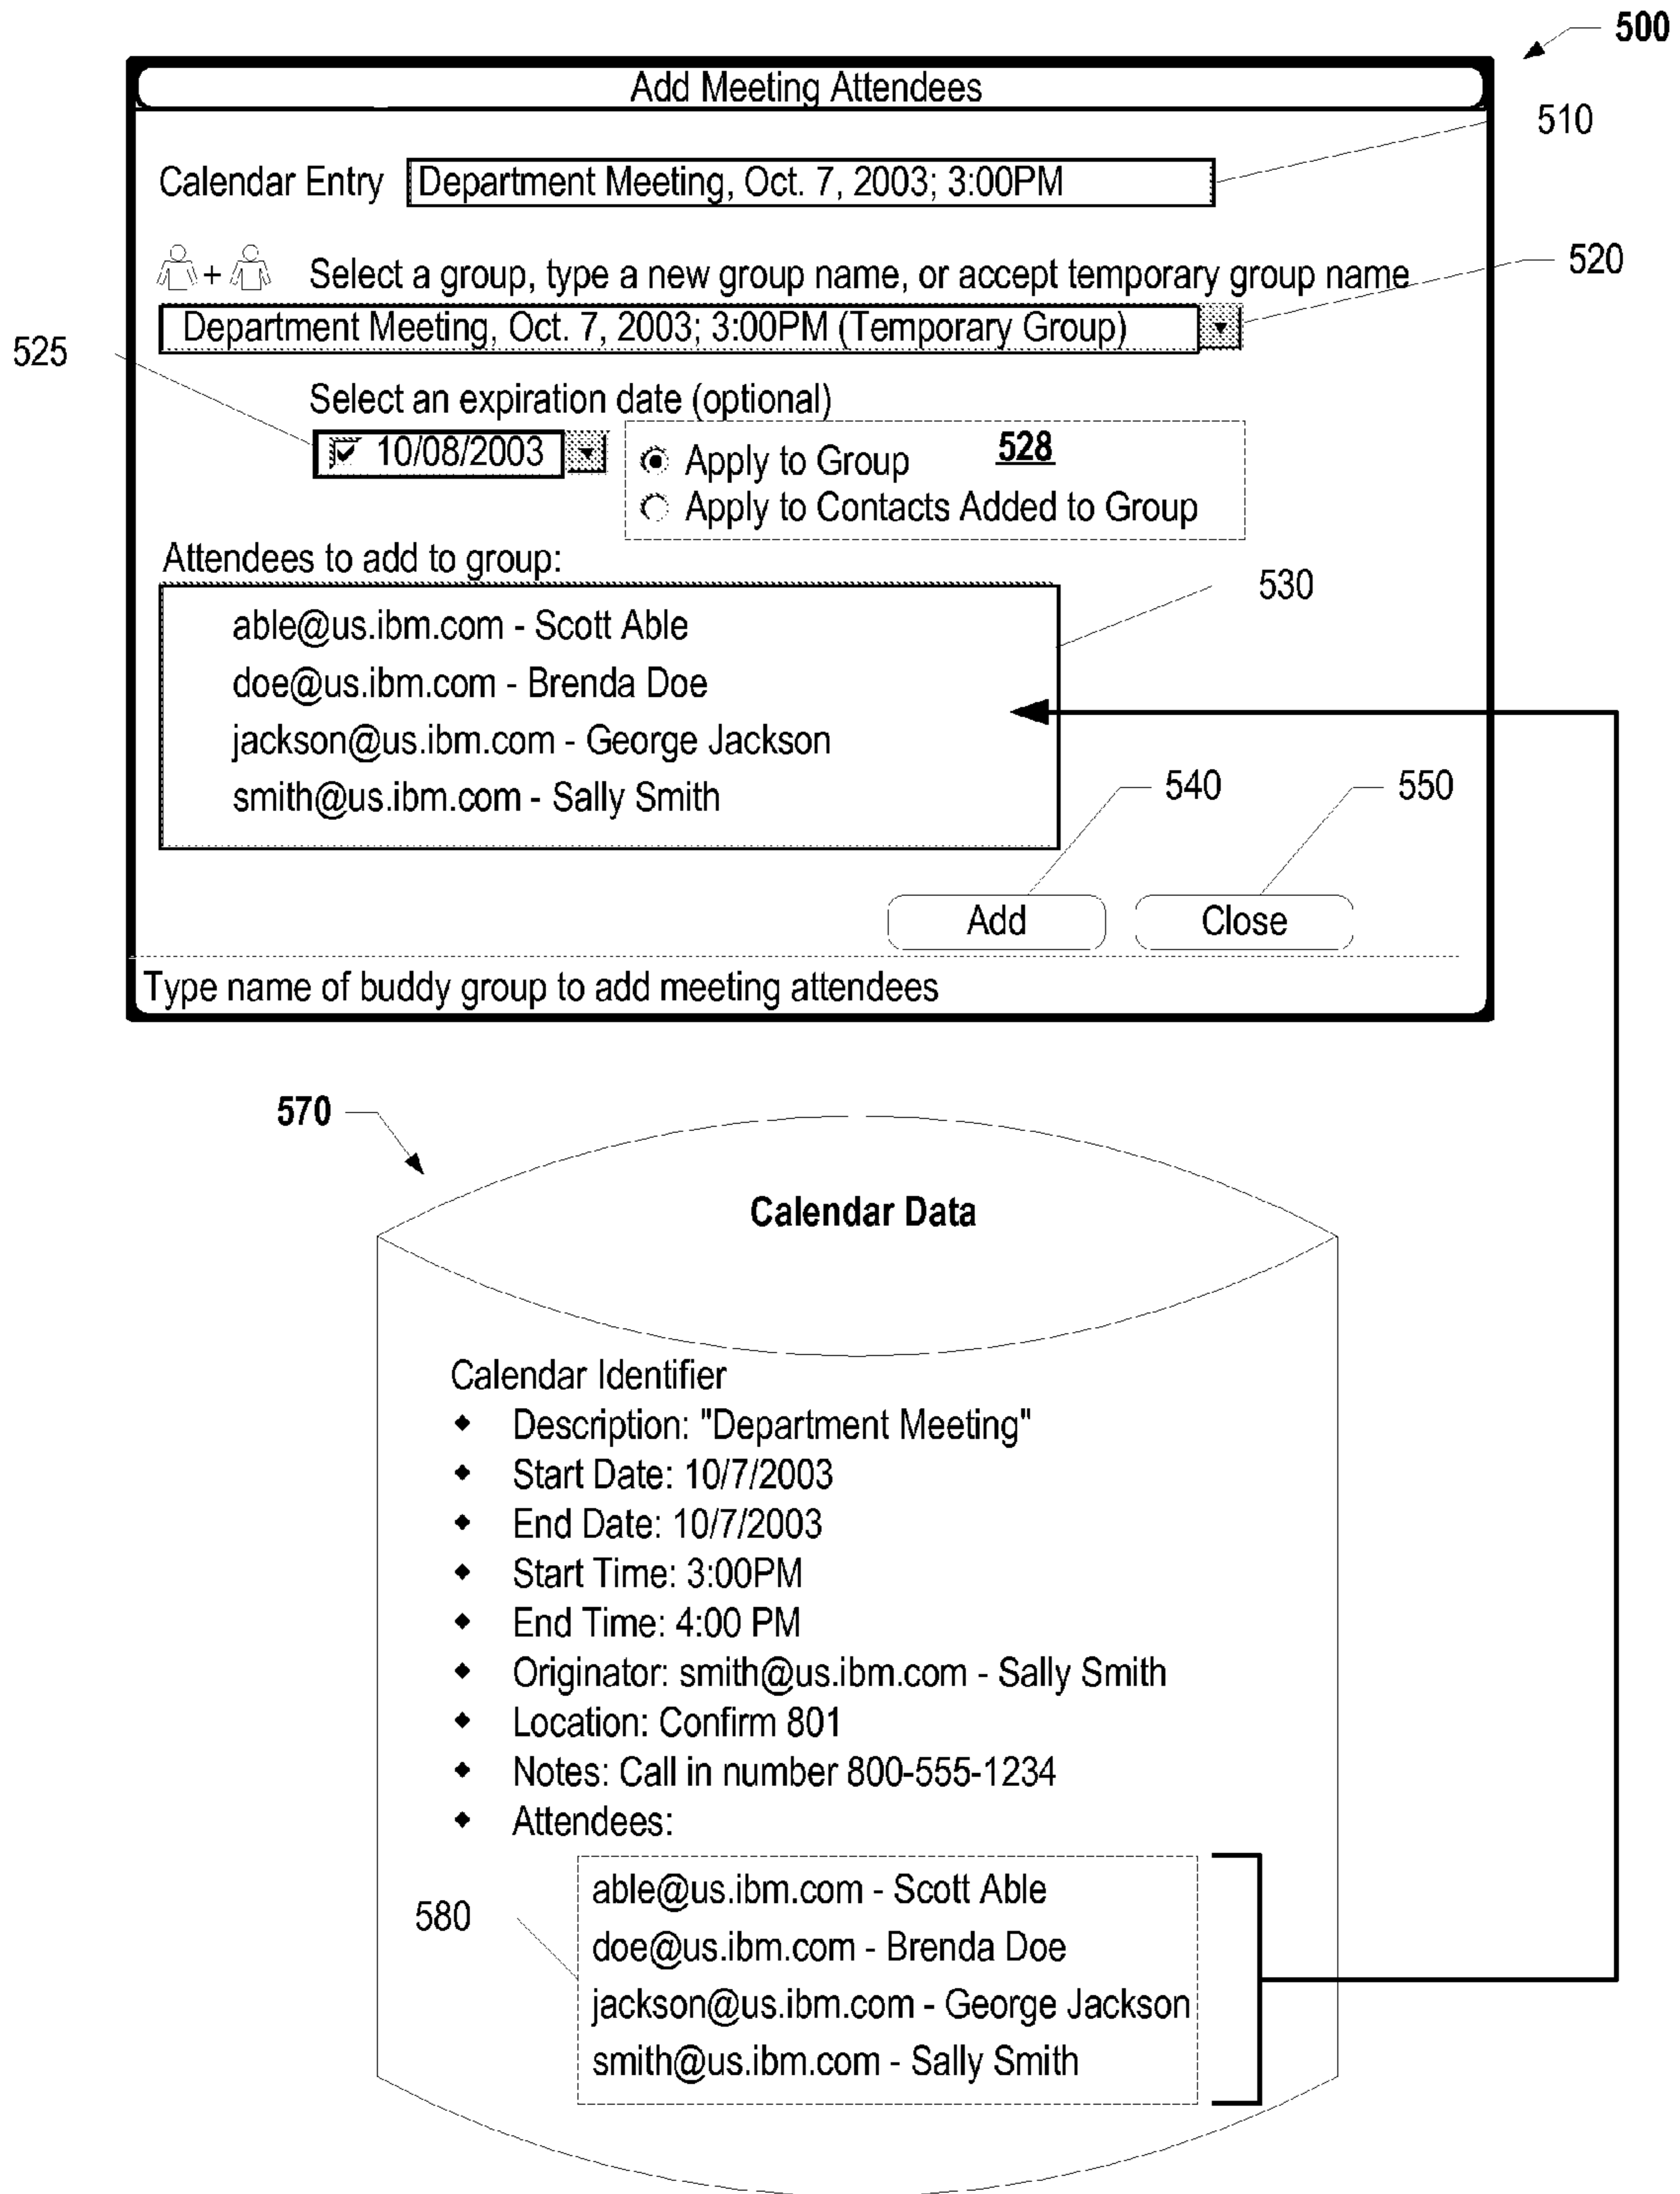 500
Add Meeting Attendees
510
Calendar Entry Department Meeting, Oct. 7, 2003; 3:00PM
Select a group, type a new group name, or accept temporary group name
520
Department Meeting, Oct. 7, 2003; 3:00PM (Temporary Group)
525
Select an expiration date (optional)
10/08/2003
Apply to Group 528
Apply to Contacts Added to Group
Attendees to add to group:
530
able@us.ibm.com - Scott Able
doe@us.ibm.com - Brenda Doe
jackson@us.ibm.com - George Jackson
smith@us.ibm.com - Sally Smith
540 550
Add Close
Type name of buddy group to add meeting attendees
570
Calendar Data
Calendar Identifier
◆ Description: "Department Meeting"
◆ Start Date: 10/7/2003
◆ End Date: 10/7/2003
◆ Start Time: 3:00PM
◆ End Time: 4:00 PM
◆ Originator: smith@us.ibm.com - Sally Smith
◆ Location: Confirm 801
◆ Notes: Call in number 800-555-1234
◆ Attendees:
580
able@us.ibm.com - Scott Able
doe@us.ibm.com - Brenda Doe
jackson@us.ibm.com - George Jackson
smith@us.ibm.com - Sally Smith